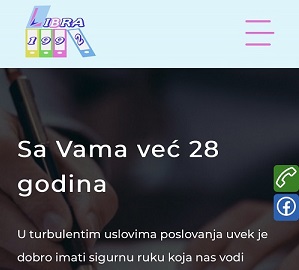 LIBRA
1992
Sa Vama već 28
godina
U turbulentim uslovima poslovanja uvek je
dobro imati sigurnu ruku koja nas vodi